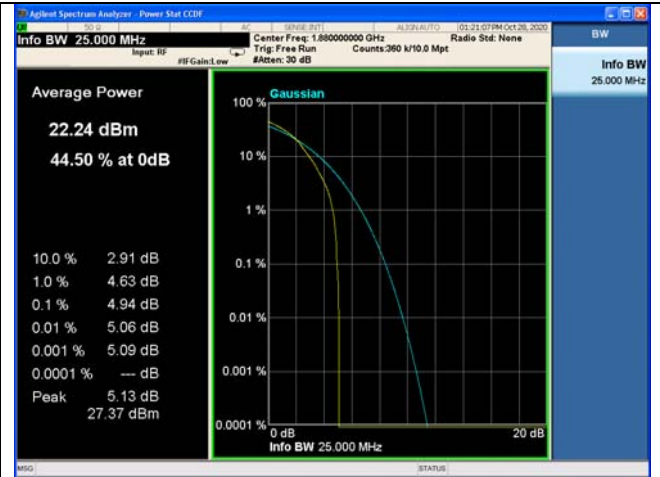 Agilent Spectrum Analyzer - Power Stat CCDF
50 Ω AC SENSE:INT ALIGN AUTO 01:21:07 PM Oct 28, 2020
Info BW 25.000 MHz
Input: RF
#IFGain:Low
Center Freq: 1.880000000 GHz
Radio Std: None
Trig: Free Run Counts:360 k/10.0 Mpt
#Atten: 30 dB
BW
Info BW
25.000 MHz
Average Power
22.24 dBm
44.50 % at 0dB
10.0 % 2.91 dB
1.0 % 4.63 dB
0.1 % 4.94 dB
0.01 % 5.06 dB
0.001 % 5.09 dB
0.0001 % --- dB
Peak 5.13 dB
27.37 dBm
Gaussian
100 %
10 %
1 %
0.1 %
0.01 %
0.001 %
0.0001 %
0 dB 20 dB
Info BW 25.000 MHz
MSG STATUS